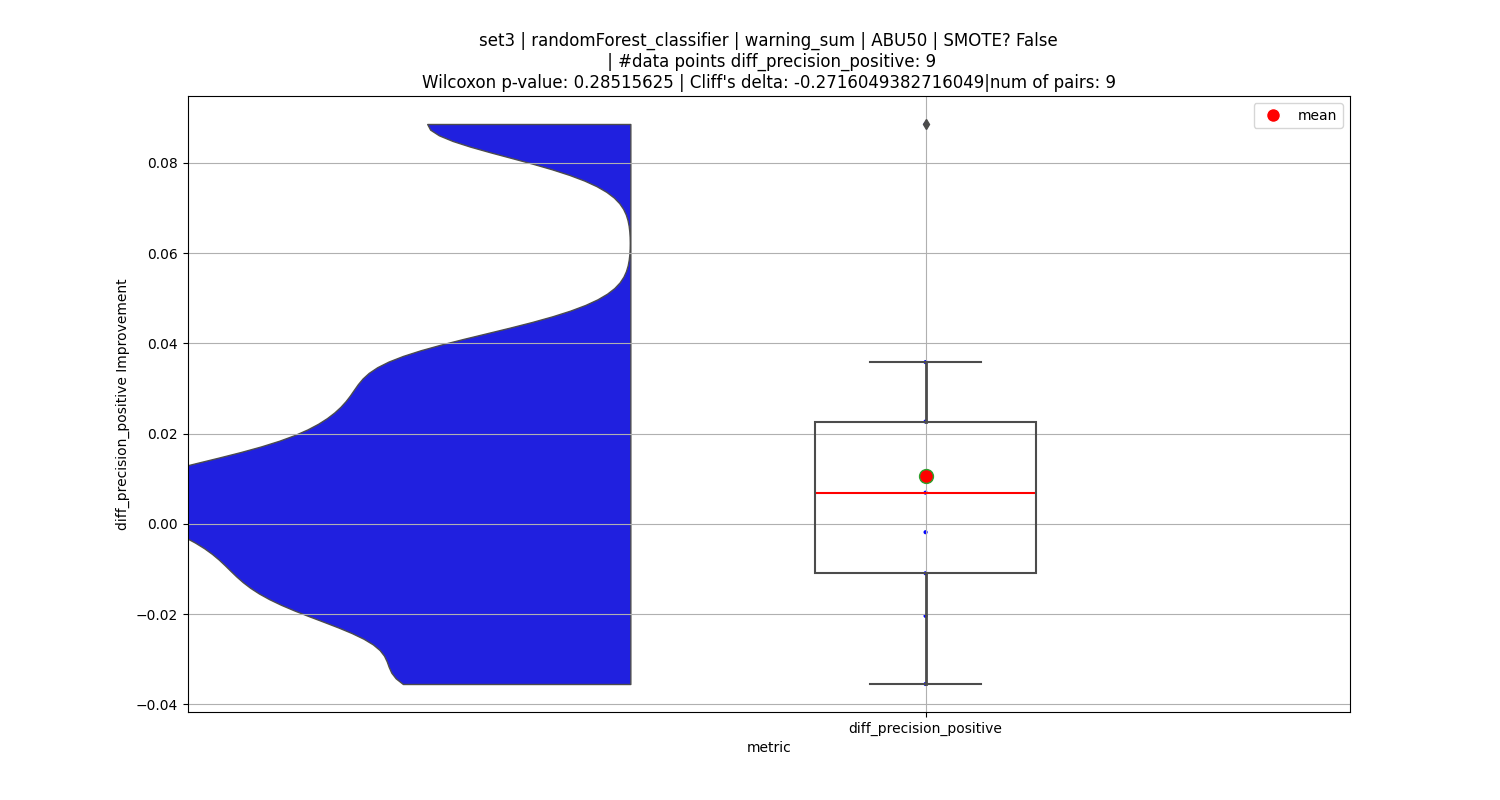 set3 | randomForest_classifier | warning_sum | ABU50 | SMOTE? False
| #data points diff_precision_positive: 9
Wilcoxon p-value: 0.28515625 | Cliff's delta: -0.2716049382716049|num of pairs: 9
mean
0.08
0.06
0.04
0.02
0.00
−0.02
−0.04
diff_precision_positive Improvement
diff_precision_positive
metric